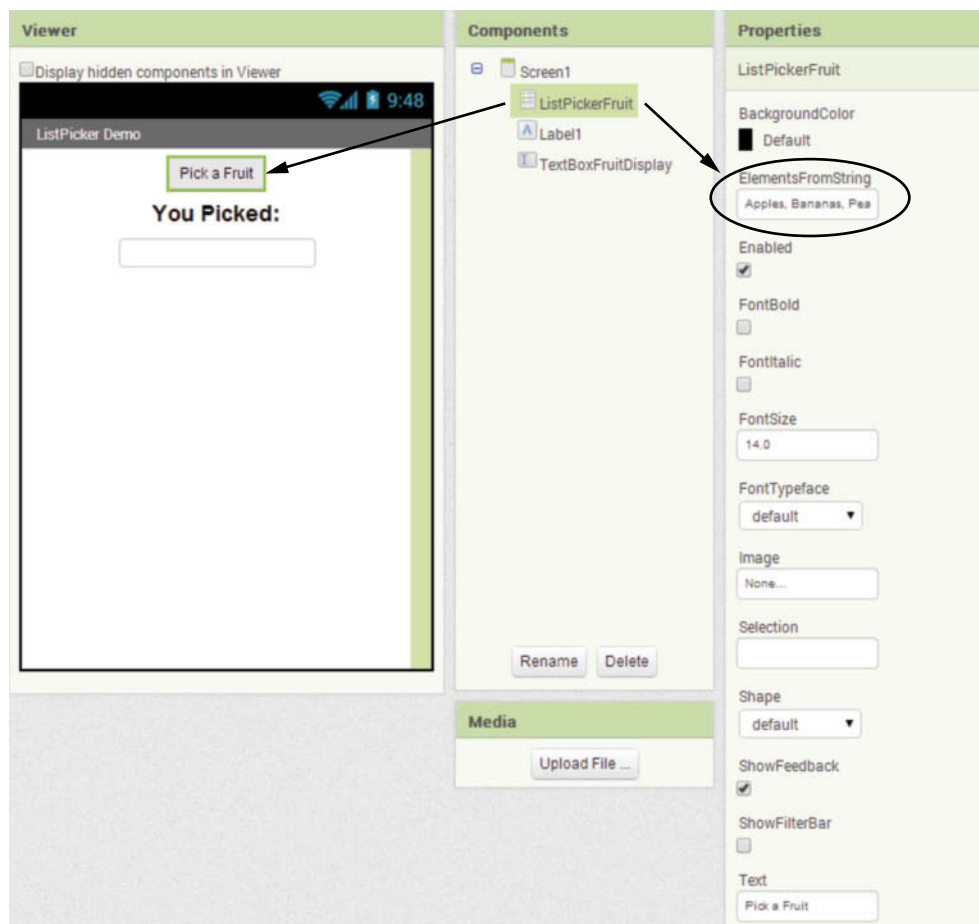 Viewer
Display hidden components in Viewer
9:48
ListPicker Demo
Pick a Fruit
You Picked:
Components
Screen1
ListPickerFruit
Label1
TextBoxFruitDisplay
Rename
Delete
Media
Upload File ...
Properties
ListPickerFruit
BackgroundColor
Default
ElementsFromString
Apples, Bananas, Pea
Enabled
FontBold
FontItalic
FontSize
14.0
FontTypeface
default
Image
None...
Selection
Shape
default
ShowFeedback
ShowFilterBar
Text
Pick a Fruit